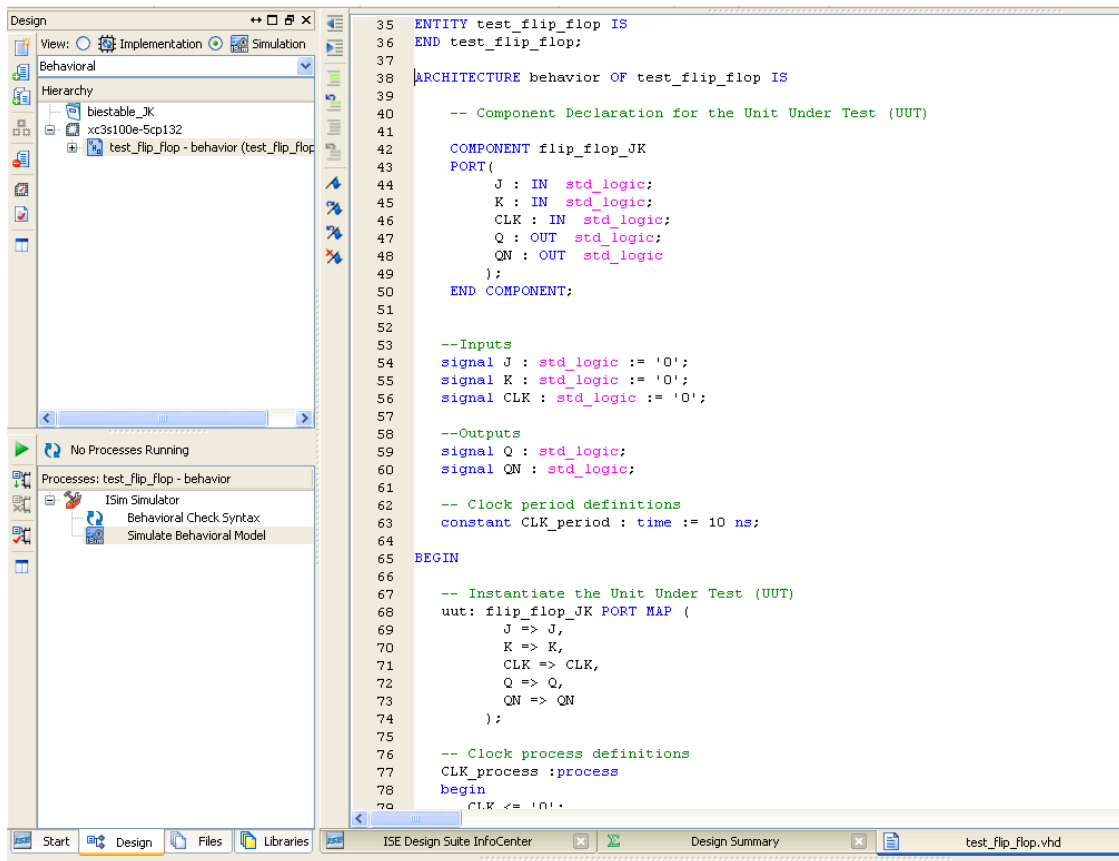 Design
View: Implementation Simulation
Behavioral
Hierarchy
biestable_JK
xc3s100e-5cp132
test_flip_flop - behavior (test_flip_flop
No Processes Running
Processes: test_flip_flop - behavior
ISim Simulator
Behavioral Check Syntax
Simulate Behavioral Model
Start Design Files Libraries
35 ENTITY test_flip_flop IS
36 END test_flip_flop;
37
38 ARCHITECTURE behavior OF test_flip_flop IS
39
40 -- Component Declaration for the Unit Under Test (UUT)
41
42 COMPONENT flip_flop_JK
43 PORT(
44 J : IN std_logic;
45 K : IN std_logic;
46 CLK : IN std_logic;
47 Q : OUT std_logic;
48 QN : OUT std_logic
49 );
50 END COMPONENT;
51
52
53 --Inputs
54 signal J : std_logic := '0';
55 signal K : std_logic := '0';
56 signal CLK : std_logic := '0';
57
58 --Outputs
59 signal Q : std_logic;
60 signal QN : std_logic;
61
62 -- Clock period definitions
63 constant CLK_period : time := 10 ns;
64
65 BEGIN
66
67 -- Instantiate the Unit Under Test (UUT)
68 uut: flip_flop_JK PORT MAP (
69 J => J,
70 K => K,
71 CLK => CLK,
72 Q => Q,
73 QN => QN
74 );
75
76 -- Clock process definitions
77 CLK_process :process
78 begin
79 CLK <= '0';
ISE Design Suite InfoCenter Design Summary test_flip_flop.vhd